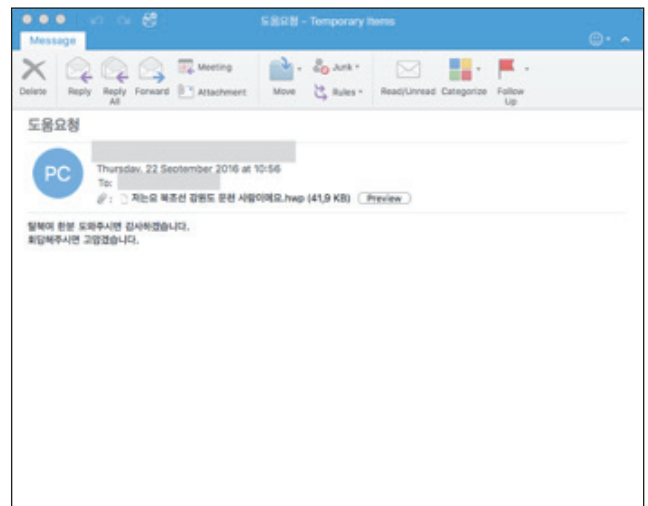 도움요청 – Temporary Items
Message
Delete
Reply
Reply All
Forward
Meeting
Attachment
Move
Junk
Rules
Read/Unread
Categorize
Follow Up
도움요청
PC
Thursday, 22 September 2016 at 10:56
To:
저는요 북조선 강원도 문천 사람이에요.hwp (41,9 KB) Preview
탈북여 한분 도와주시면 감사하겠습니다.
회답해주시면 고맙겠습니다.